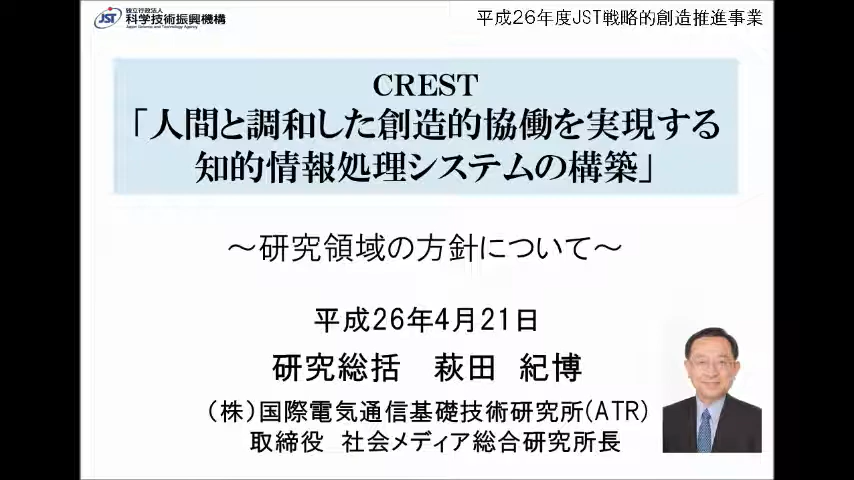 JST
独立行政法人
科学技術振興機構
Japan Science and Technology Agency
平成26年度JST戦略的創造推進事業
CREST
「人間と調和した創造的協働を実現する
知的情報処理システムの構築」
～研究領域の方針について～
平成26年4月21日
研究総括　萩田　紀博
（株）国際電気通信基礎技術研究所(ATR)
取締役　社会メディア総合研究所長